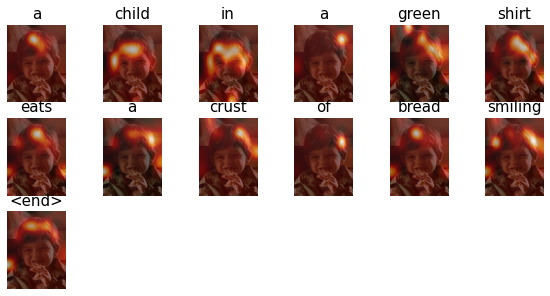 a child in a green shirt
eats a crust of bread smiling
<end>